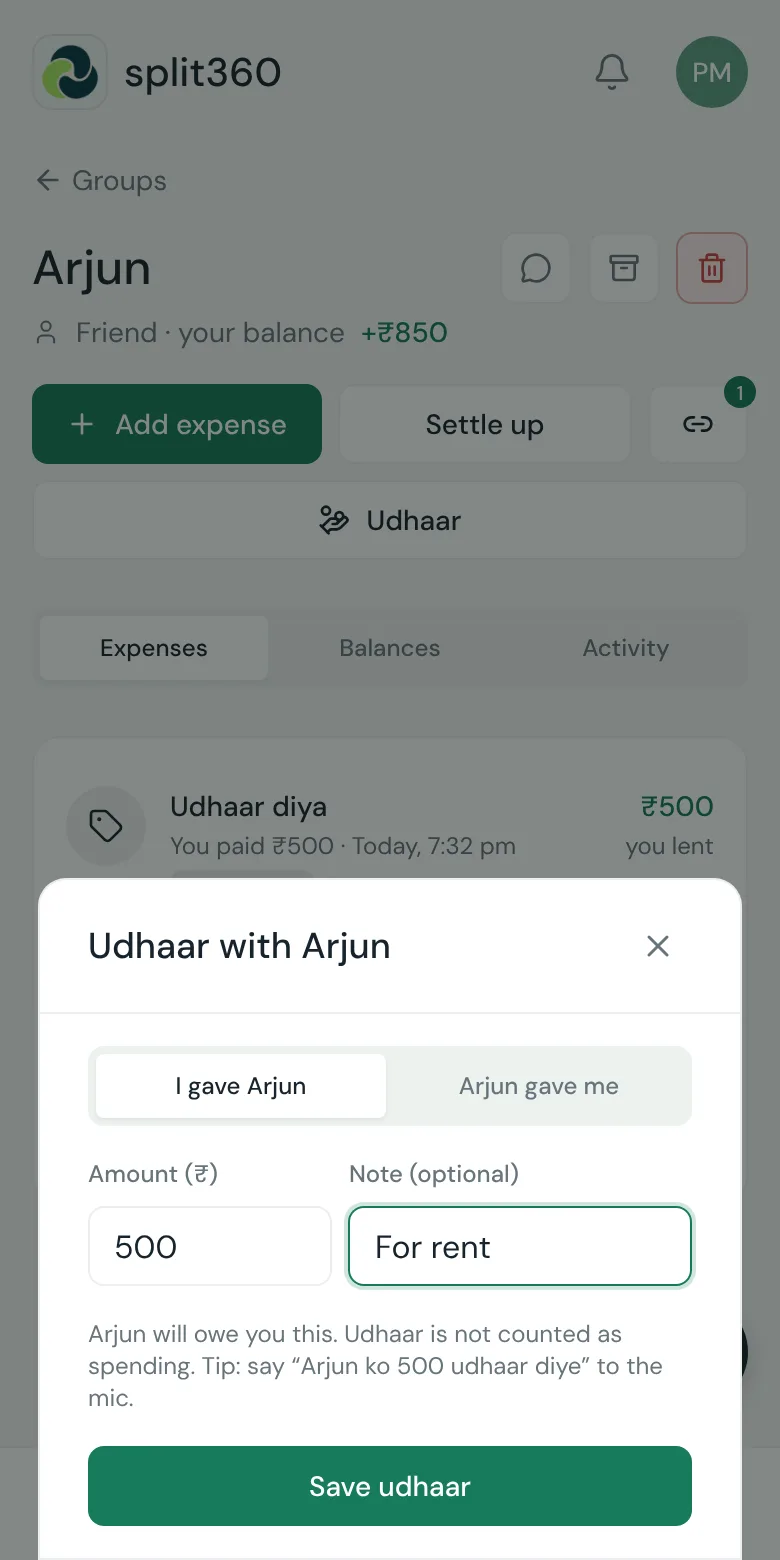 split360
PM
Groups
Arjun
Friend · your balance +₹850
Add expense
Settle up
1
Udhaar
Expenses
Balances
Activity
Udhaar diya
₹500
You paid ₹500 · Today, 7:32 pm
you lent
Udhaar with Arjun
I gave Arjun
Arjun gave me
Amount (₹)
Note (optional)
500
For rent
Arjun will owe you this. Udhaar is not counted as
spending. Tip: say “Arjun ko 500 udhaar diye” to the
mic.
Save udhaar